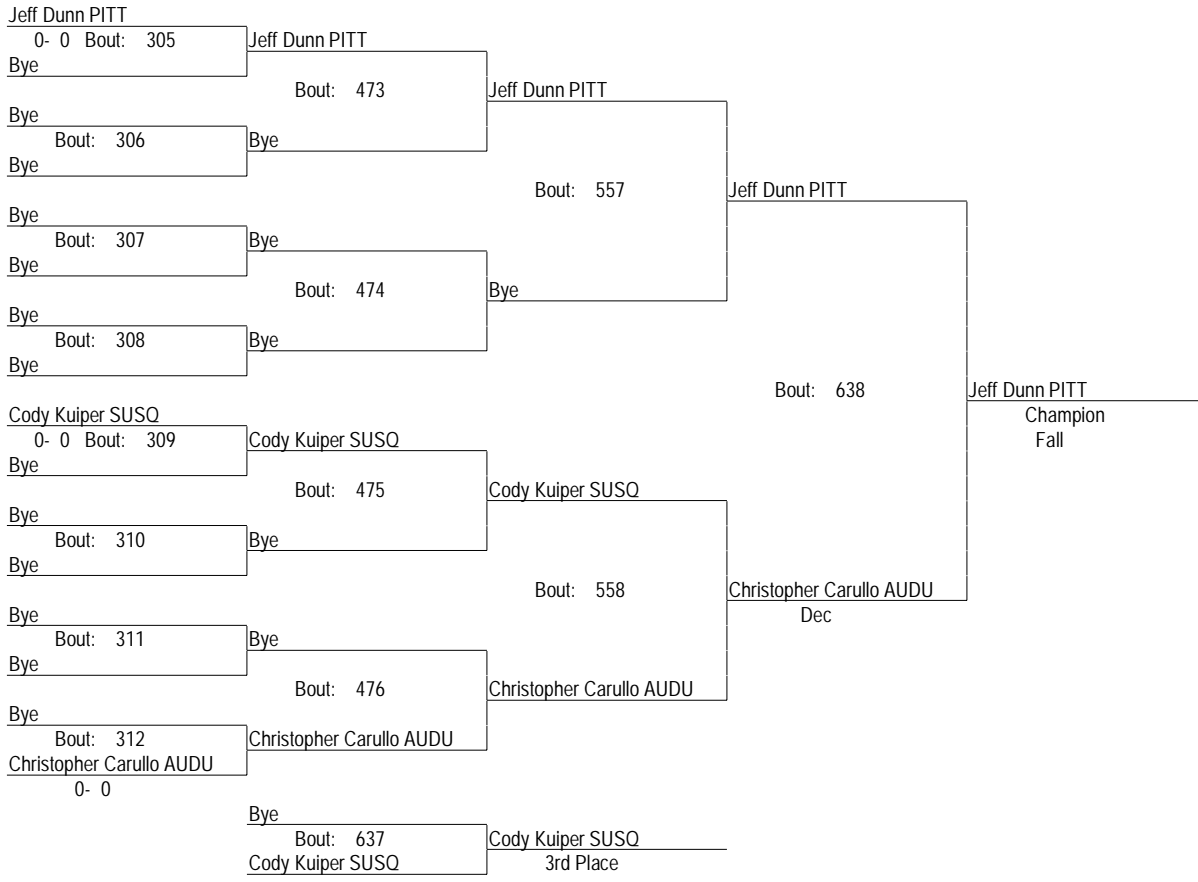 Jeff Dunn PITT
0- 0 Bout: 305
Jeff Dunn PITT
Bye
Bout: 473
Jeff Dunn PITT
Bye
Bout: 306
Bye
Bye
Bout: 557
Jeff Dunn PITT
Bye
Bout: 307
Bye
Bye
Bout: 474
Bye
Bye
Bout: 308
Bye
Bye
Bout: 638
Jeff Dunn PITT
Champion
Fall
Cody Kuiper SUSQ
0- 0 Bout: 309
Cody Kuiper SUSQ
Bye
Bout: 475
Cody Kuiper SUSQ
Bye
Bout: 310
Bye
Bye
Bout: 558
Christopher Carullo AUDU
Dec
Bye
Bout: 311
Bye
Bye
Bout: 476
Christopher Carullo AUDU
Bye
Bout: 312
Christopher Carullo AUDU
Christopher Carullo AUDU
0- 0
Bye
Bout: 637
Cody Kuiper SUSQ
Cody Kuiper SUSQ
3rd Place